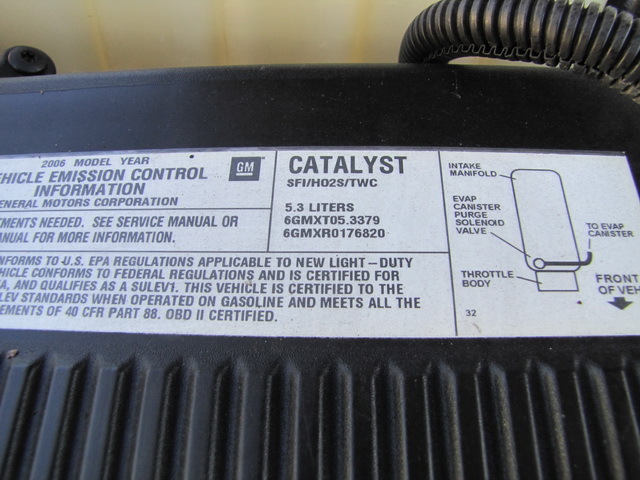 2006 MODEL YEAR
VEHICLE EMISSION CONTROL
INFORMATION
GENERAL MOTORS CORPORATION
GM
TMENTS NEEDED. SEE SERVICE MANUAL OR
ANUAL FOR MORE INFORMATION.
CATALYST
SFI/HO2S/TWC
5.3 LITERS
6GMXT05.3379
6GMXR0176820
NFORMS TO U.S. EPA REGULATIONS APPLICABLE TO NEW LIGHT-DUTY
HICLE CONFORMS TO FEDERAL REGULATIONS AND IS CERTIFIED FOR
A, AND QUALIFIES AS A SULEV1. THIS VEHICLE IS CERTIFIED TO THE
LEV STANDARDS WHEN OPERATED ON GASOLINE AND MEETS ALL THE
EMENTS OF 40 CFR PART 88. OBD II CERTIFIED.
INTAKE
MANIFOLD
EVAP
CANISTER
PURGE
SOLENOID
VALVE
TO EVAP
CANISTER
THROTTLE
BODY
FRONT
OF VEH
32